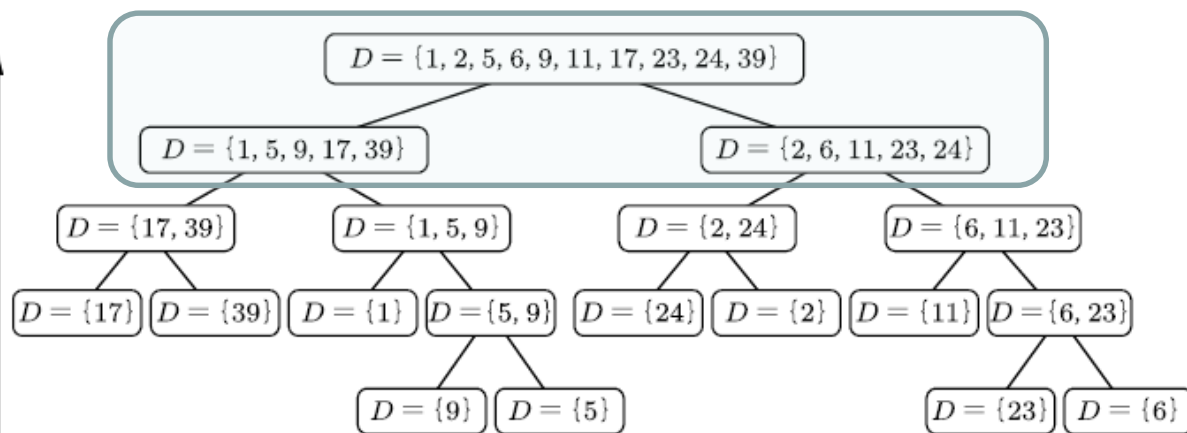 D = {1, 2, 5, 6, 9, 11, 17, 23, 24, 39}
D = {1, 5, 9, 17, 39}
D = {2, 6, 11, 23, 24}
D = {17, 39}
D = {1, 5, 9}
D = {2, 24}
D = {6, 11, 23}
D = {17}
D = {39}
D = {1}
D = {5, 9}
D = {24}
D = {2}
D = {11}
D = {6, 23}
D = {9}
D = {5}
D = {23}
D = {6}